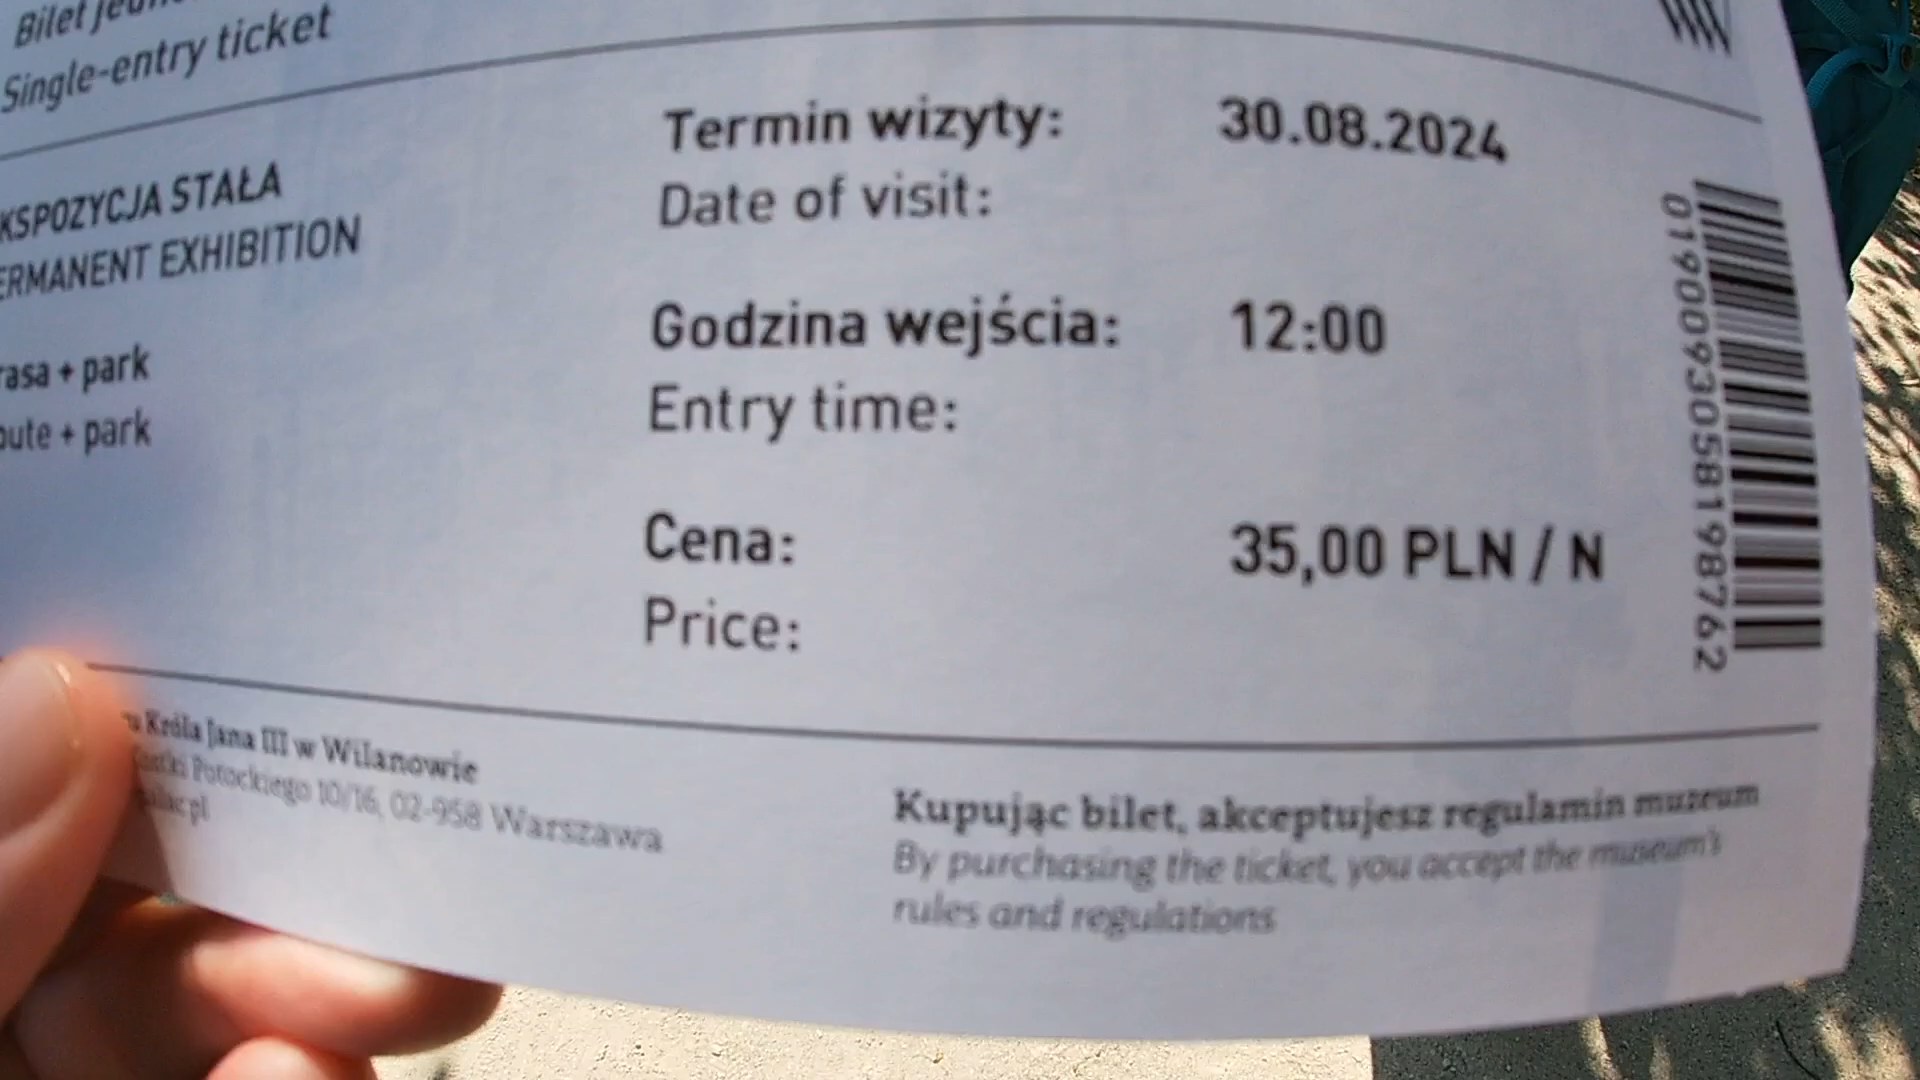 Bilet
Single-entry ticket
KSPOZYCJA STAŁA
ERMANENT EXHIBITION
rasa + park
oute + park
Termin wizyty: 30.08.2024
Date of visit:
Godzina wejścia: 12:00
Entry time:
Cena: 35,00 PLN / N
Price:
0190093058198762
Króla Jana III w Wilanowie
Potockiego 10/16, 02-958 Warszawa
Kupując bilet, akceptujesz regulamin muzeum
By purchasing the ticket, you accept the museum's
rules and regulations